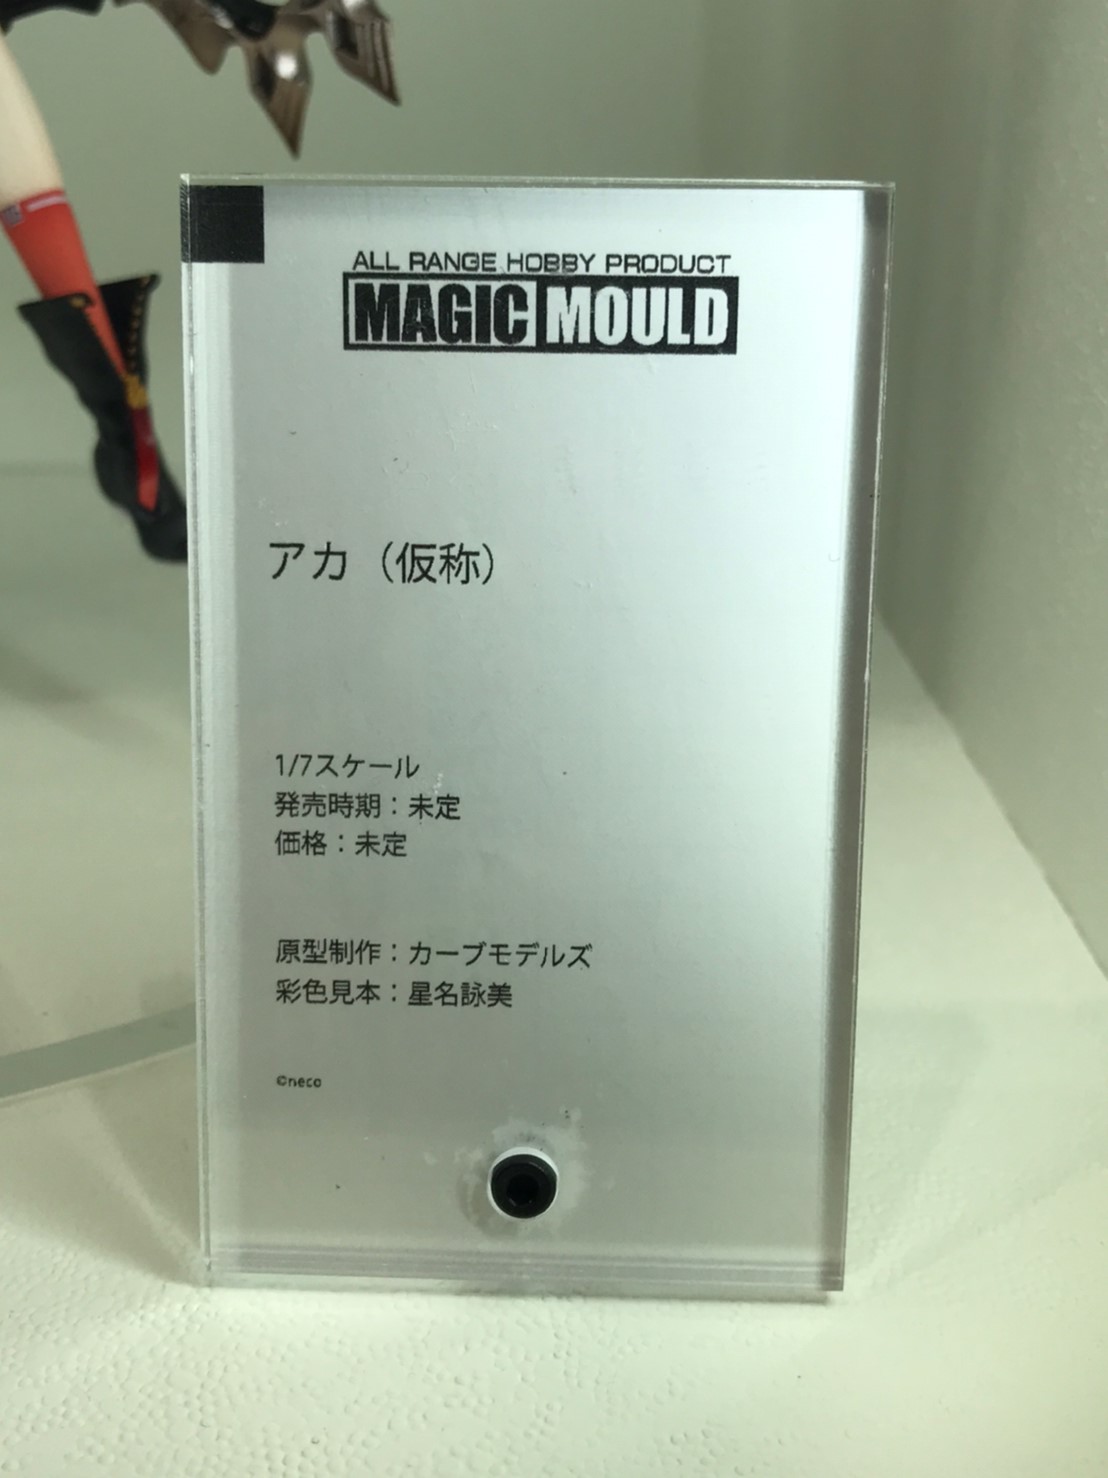 ALL RANGE HOBBY PRODUCT
MAGIC MOULD
アカ（仮称）
1/7スケール
発売時期：未定
価格：未定
原型制作：カーブモデルズ
彩色見本：星名詠美
©neco